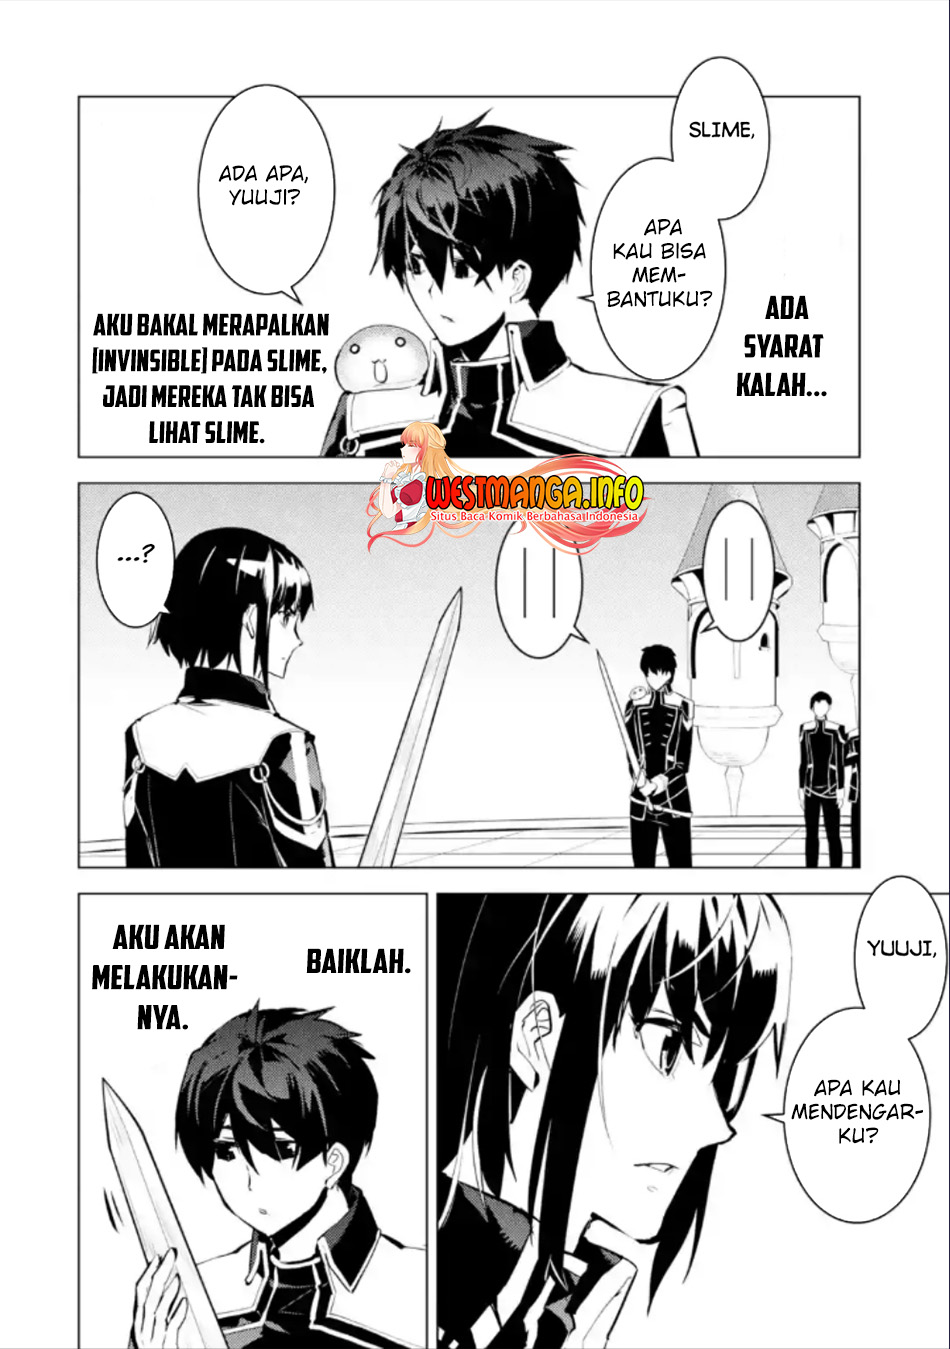 ADA
SYARAT
KALAH...
SLIME,
APA
KAU BISA
MEM-
BANTUKU?
ADA APA,
YUUJI?
AKU BAKAL MERAPALKAN
[INVINSIBLE] PADA SLIME,
JADI MEREKA TAK BISA
LIHAT SLIME.
WESTMANGA.INFO
Situs Baca Komik Berbahasa Indonesia
...?
YUUJI,
APA KAU
MENDENGAR-
KU?
BAIKLAH.
AKU AKAN
MELAKUKAN-
NYA.